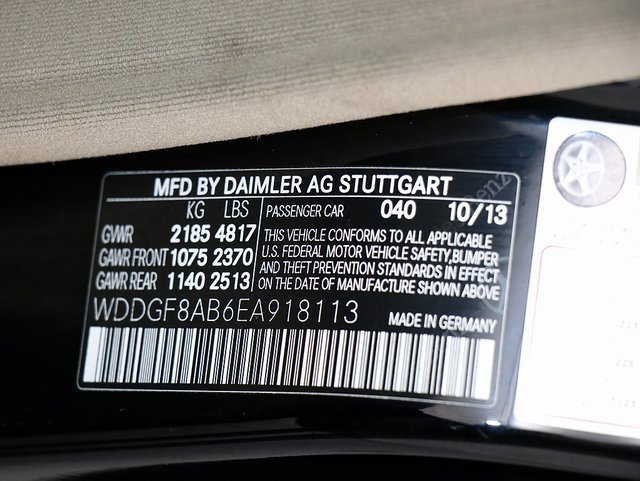 MFD BY DAIMLER AG STUTTGART
KG LBS
GVWR 2185 4817
GAWR FRONT 1075 2370
GAWR REAR 1140 2513
PASSENGER CAR 040 10/13
THIS VEHICLE CONFORMS TO ALL APPLICABLE
U.S. FEDERAL MOTOR VEHICLE SAFETY, BUMPER
AND THEFT PREVENTION STANDARDS IN EFFECT
ON THE DATE OF MANUFACTURE SHOWN ABOVE
WDDGF8AB6EA918113
MADE IN GERMANY